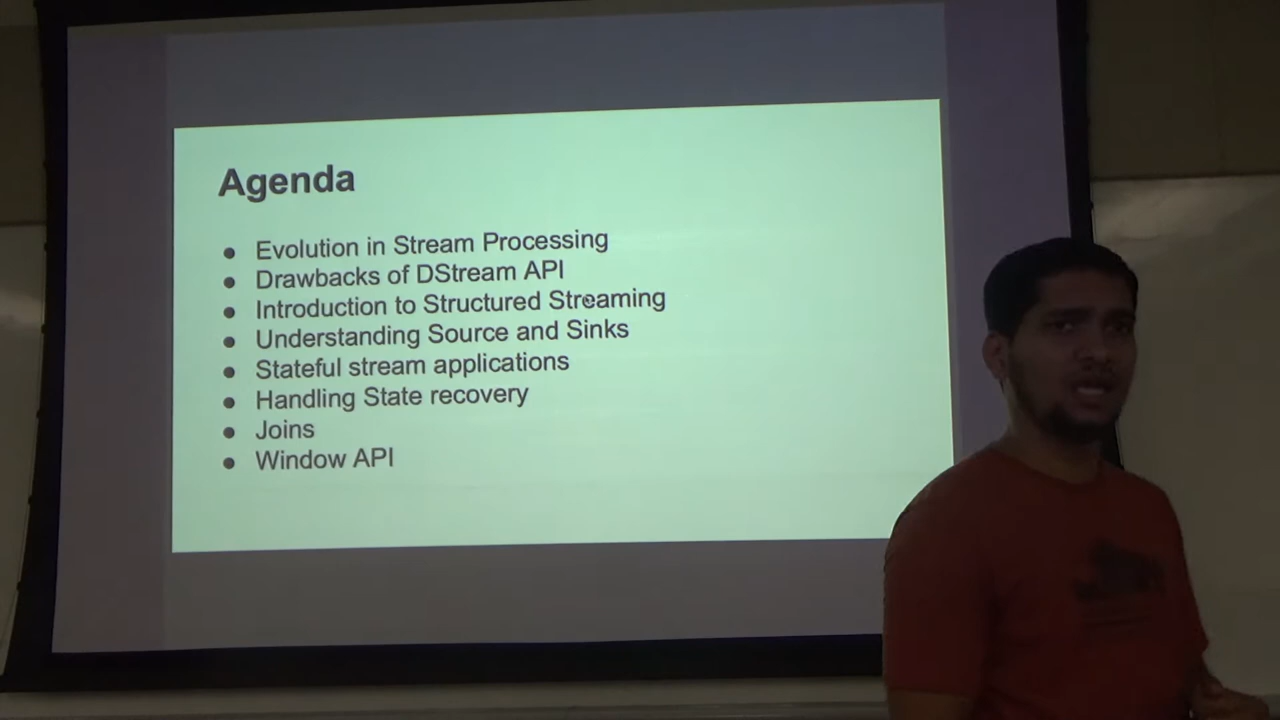 Agenda
● Evolution in Stream Processing
● Drawbacks of DStream API
● Introduction to Structured Streaming
● Understanding Source and Sinks
● Stateful stream applications
● Handling State recovery
● Joins
● Window API